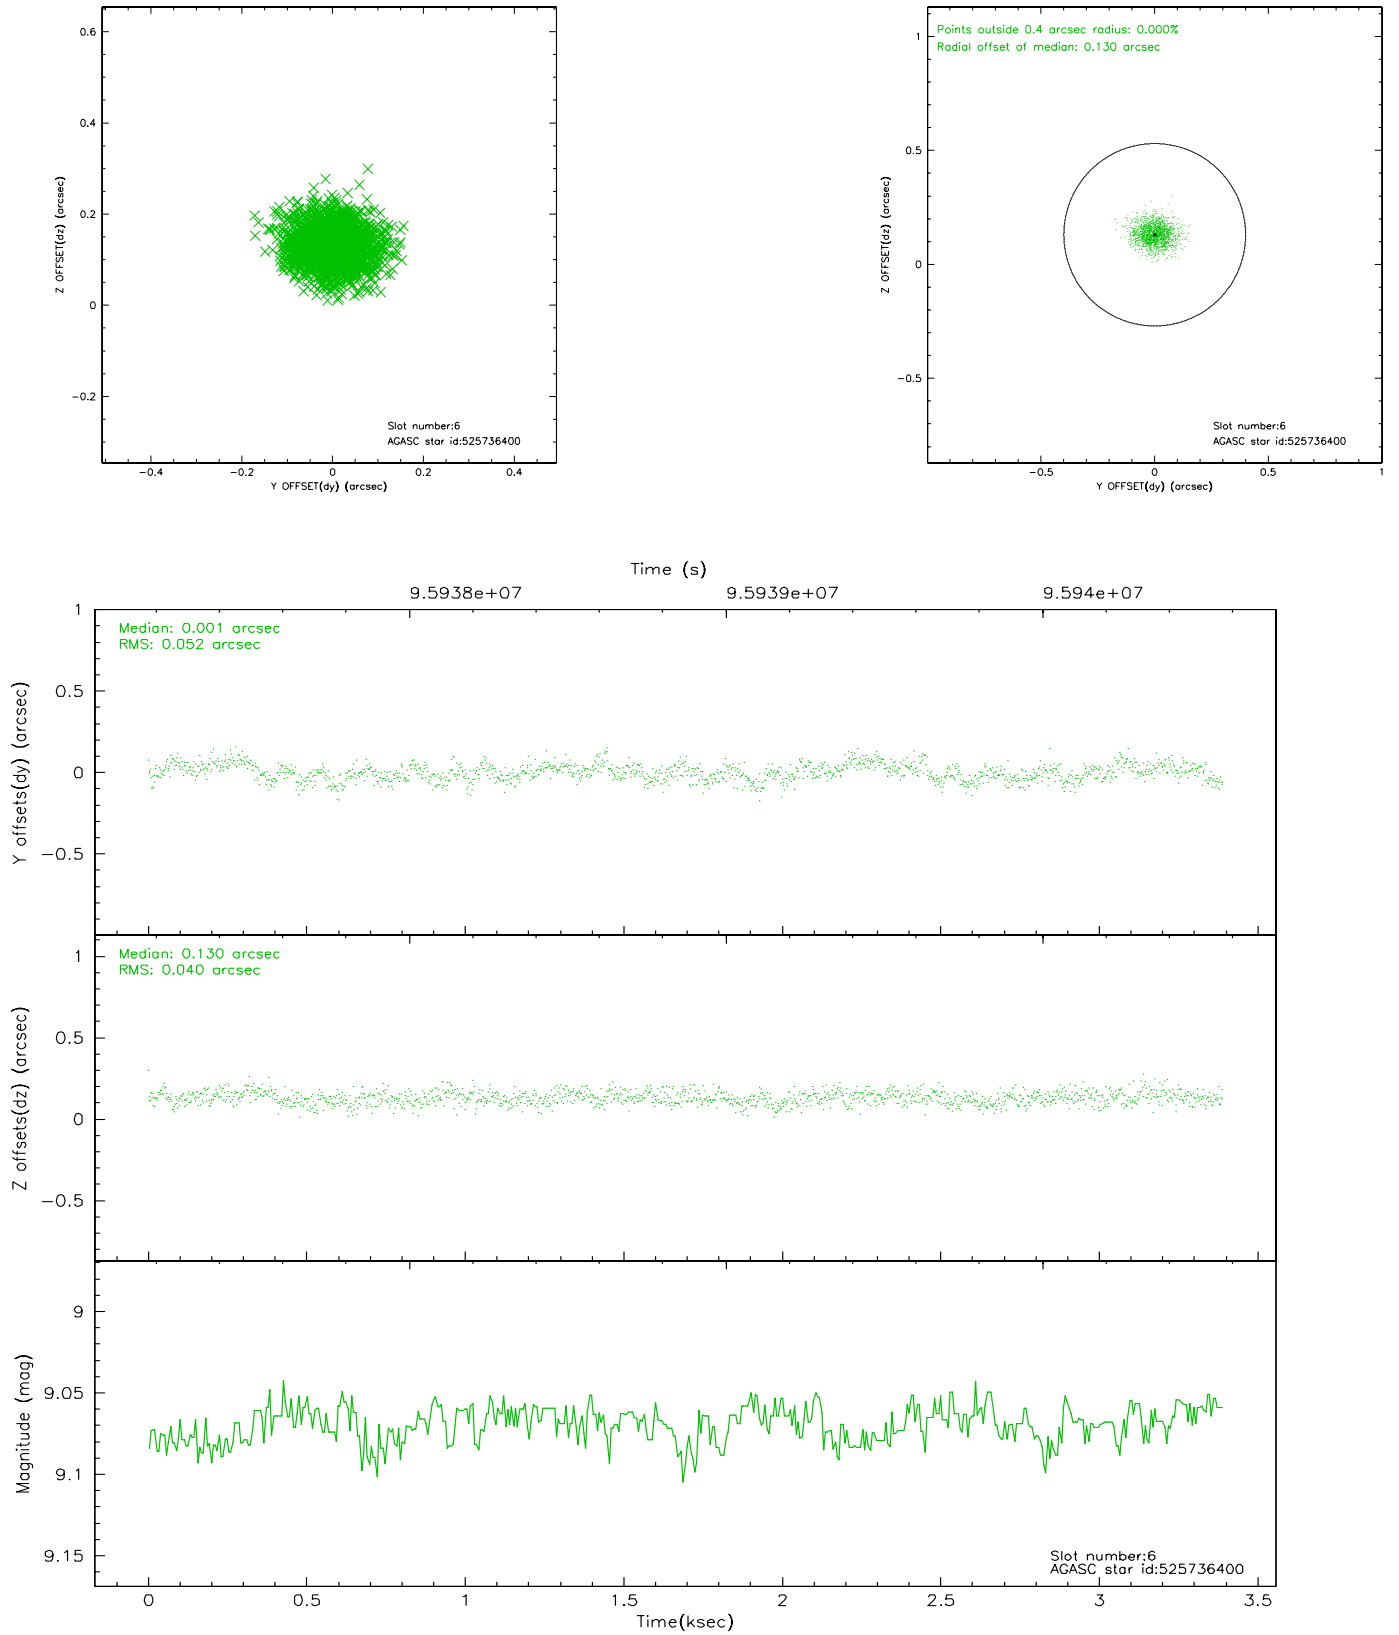 0.6
0.4
0.2
0
−0.2
Z OFFSET(dz) (arcsec)
Slot number:6
AGASC star id:525736400
−0.4 −0.2 0 0.2 0.4
Y OFFSET(dy) (arcsec)
Points outside 0.4 arcsec radius: 0.000%
Radial offset of median: 0.130 arcsec
1
0.5
0
−0.5
Z OFFSET(dz) (arcsec)
Slot number:6
AGASC star id:525736400
−0.5 0 0.5 1
Y OFFSET(dy) (arcsec)
Time (s)
9.5938e+07 9.5939e+07 9.594e+07
Median: 0.001 arcsec
RMS: 0.052 arcsec
1
0.5
0
−0.5
Y offsets(dy) (arcsec)
Median: 0.130 arcsec
RMS: 0.040 arcsec
1
0.5
0
−0.5
Z offsets(dz) (arcsec)
9
9.05
9.1
9.15
Magnitude (mag)
Slot number:6
AGASC star id:525736400
0 0.5 1 1.5 2 2.5 3 3.5
Time(ksec)